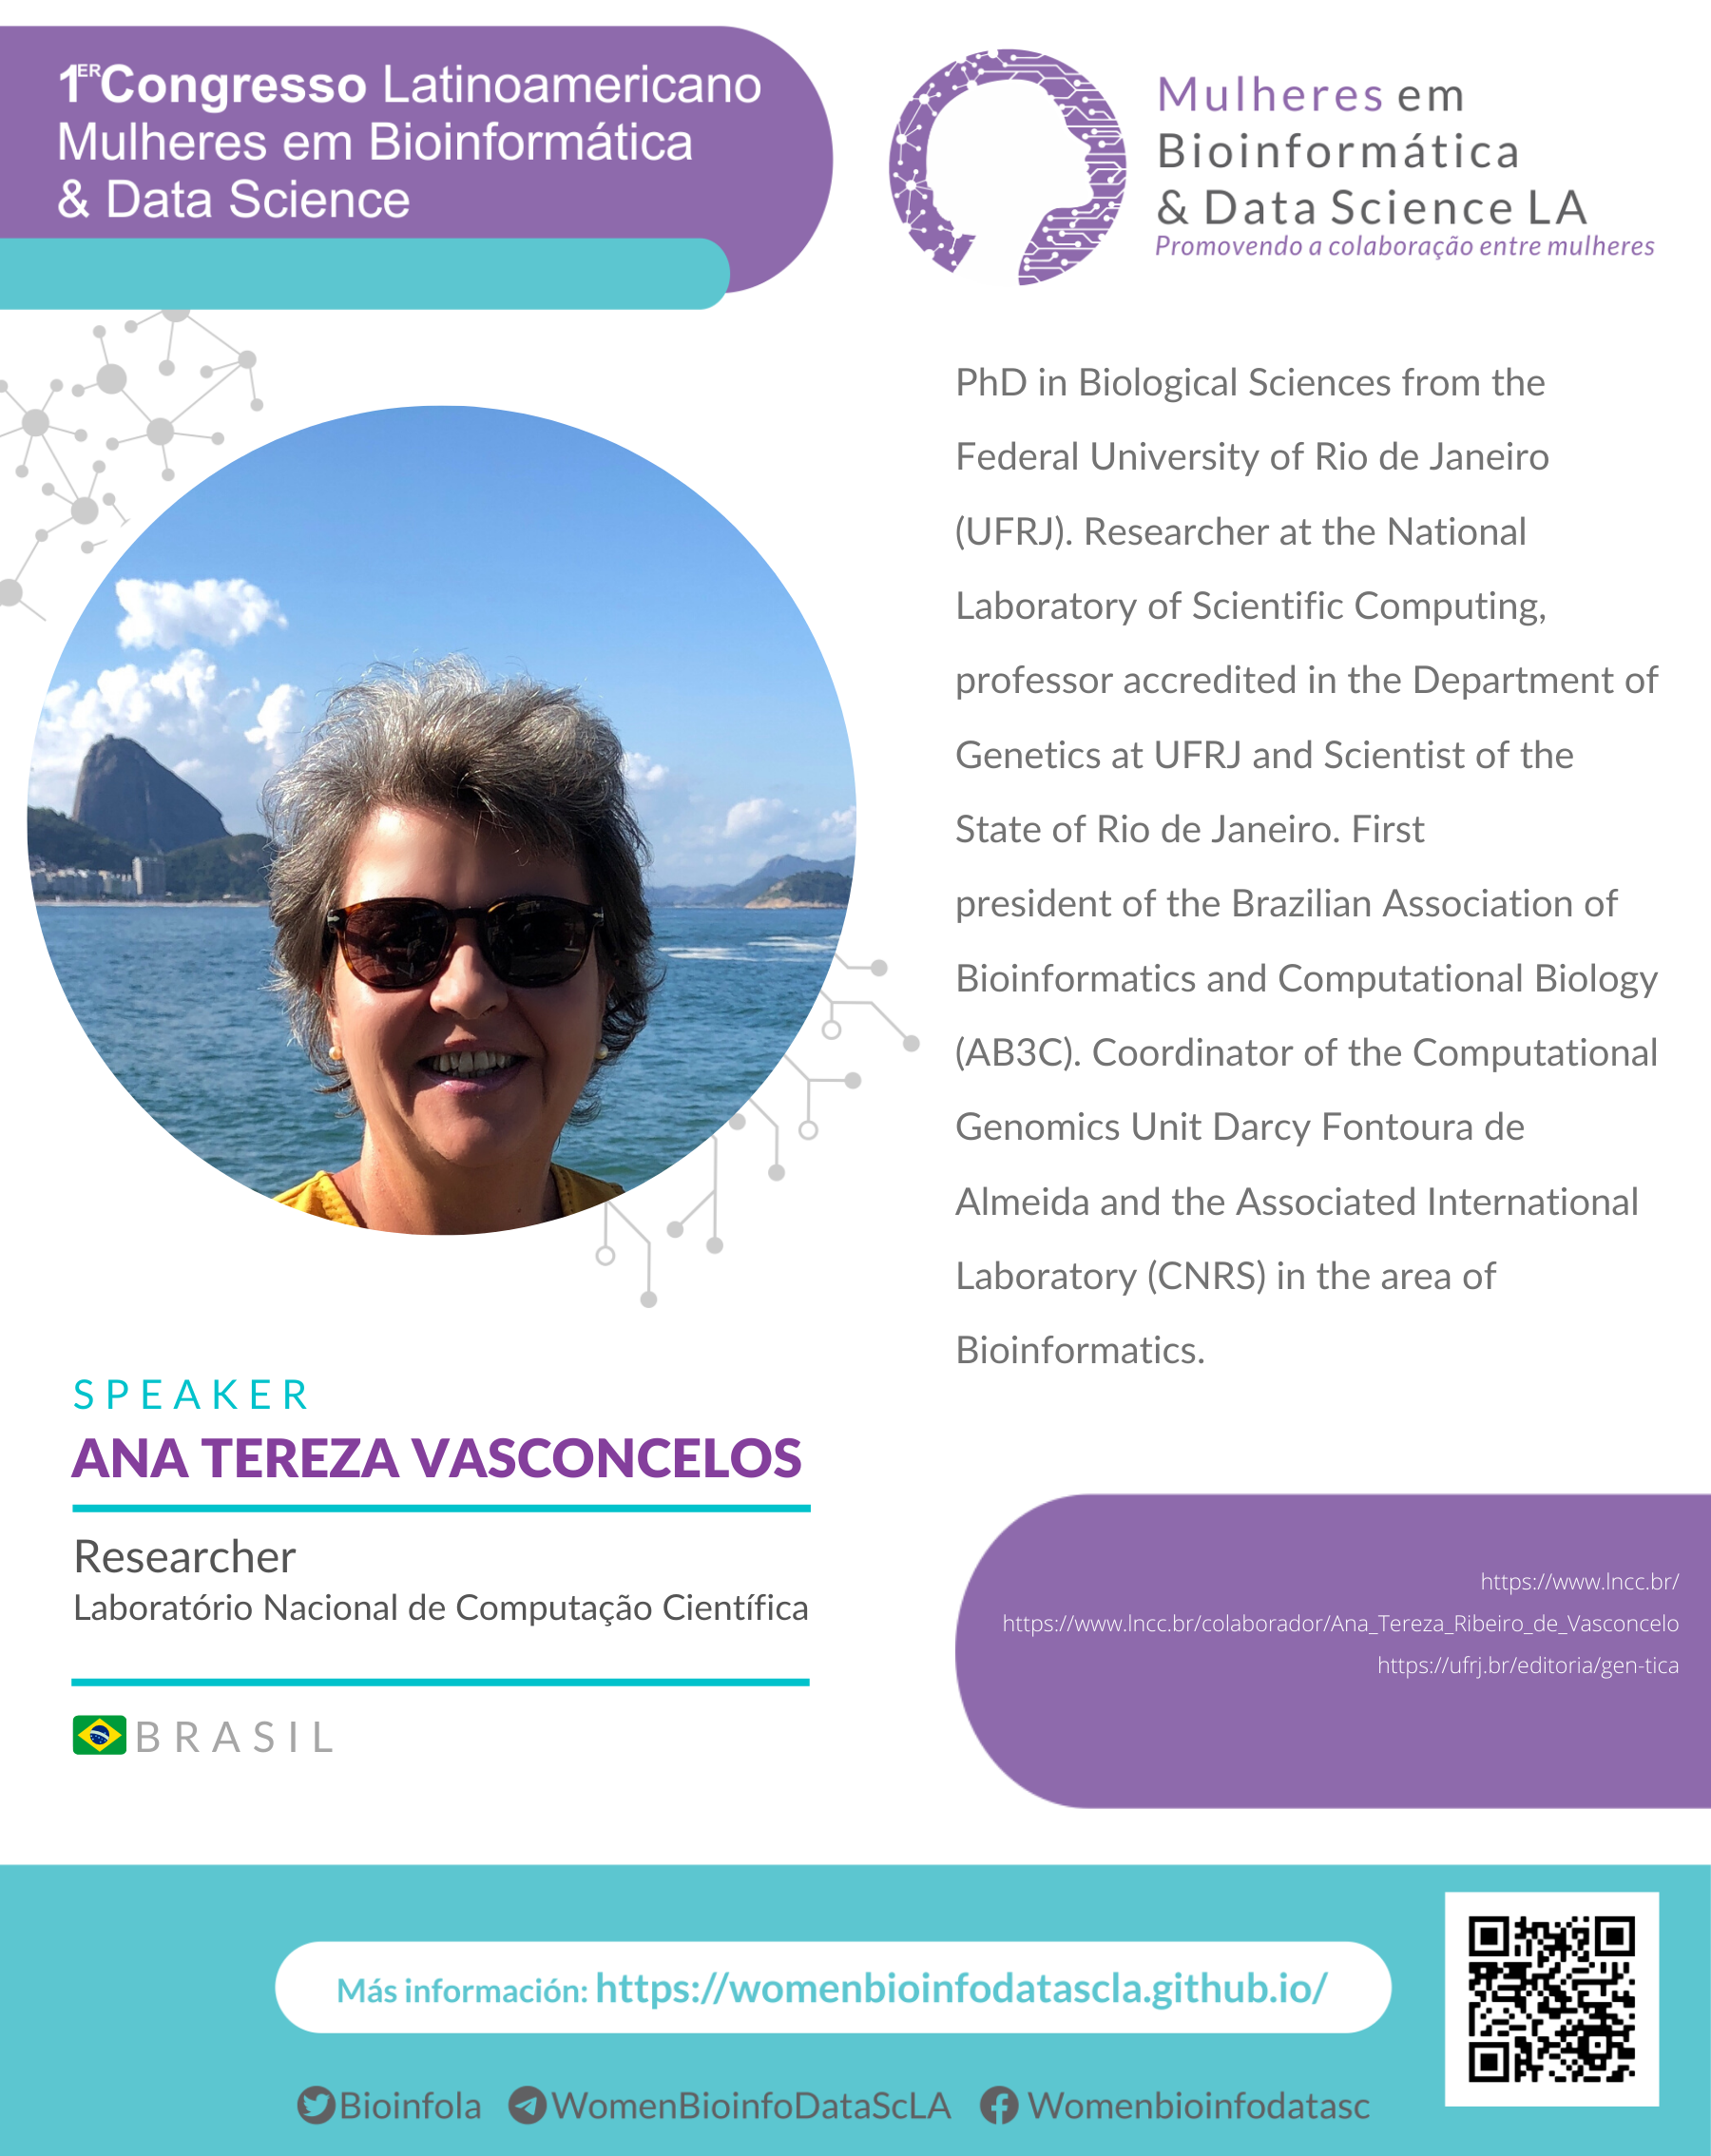 1ER Congresso Latinoamericano
Mulheres em Bioinformática
& Data Science
Mulheres em
Bioinformática
& Data Science LA
Promovendo a colaboração entre mulheres
PhD in Biological Sciences from the
Federal University of Rio de Janeiro
(UFRJ). Researcher at the National
Laboratory of Scientific Computing,
professor accredited in the Department of
Genetics at UFRJ and Scientist of the
State of Rio de Janeiro. First
president of the Brazilian Association of
Bioinformatics and Computational Biology
(AB3C). Coordinator of the Computational
Genomics Unit Darcy Fontoura de
Almeida and the Associated International
Laboratory (CNRS) in the area of
Bioinformatics.
SPEAKER
ANA TEREZA VASCONCELOS
Researcher
Laboratório Nacional de Computação Científica
BRASIL
https://www.lncc.br/
https://www.lncc.br/colaborador/Ana_Tereza_Ribeiro_de_Vasconcelo
https://ufrj.br/editoria/gen-tica
Más información: https://womenbioinfodatascla.github.io/
Bioinfola WomenBioinfoDataScLA Womenbioinfodatasc